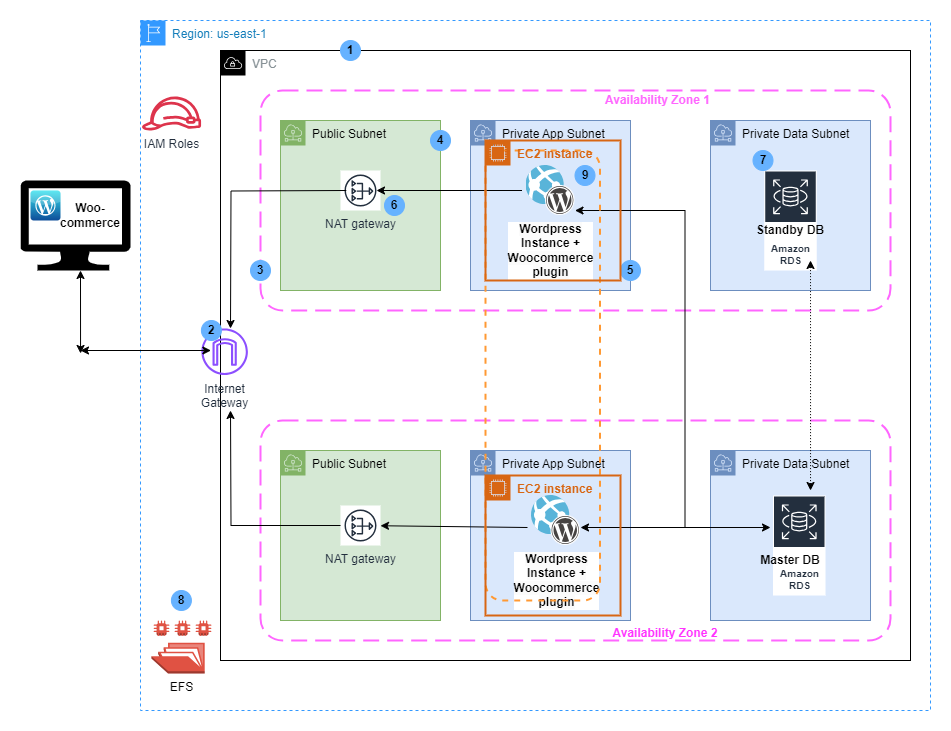 Region: us-east-1
1
VPC
Availability Zone 1
IAM Roles
Public Subnet
4
Private App Subnet
Private Data Subnet
EC2 instance
7
9
Woo-
commerce
6
NAT gateway
Wordpress
Instance +
Woocommerce
plugin
Standby DB
Amazon
RDS
3
5
2
Internet
Gateway
Public Subnet
Private App Subnet
Private Data Subnet
EC2 instance
NAT gateway
Wordpress
Instance +
Woocommerce
plugin
Master DB
Amazon
RDS
8
Availability Zone 2
EFS